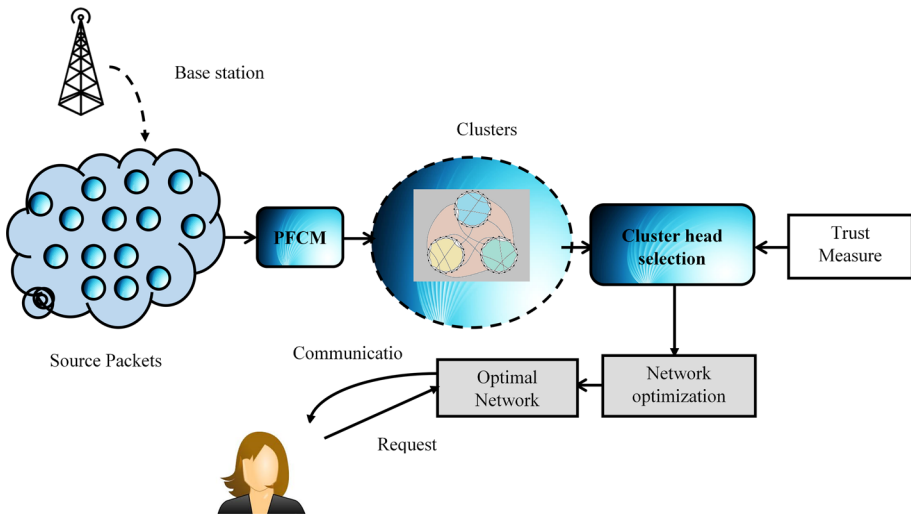 Base station
Clusters
PFCM
Cluster head
selection
Trust
Measure
Source Packets
Communicatio
Optimal
Network
Network
optimization
Request